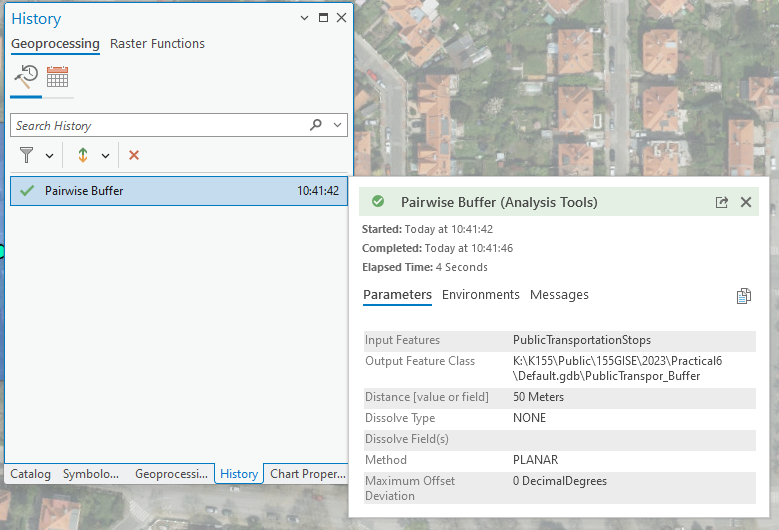 History
Geoprocessing Raster Functions
Search History
Pairwise Buffer 10:41:42
Pairwise Buffer (Analysis Tools)
Started: Today at 10:41:42
Completed: Today at 10:41:46
Elapsed Time: 4 Seconds
Parameters Environments Messages
Input Features PublicTransportationStops
Output Feature Class K:\K155\Public\155GISE\2023\Practical6
\Default.gdb\PublicTranspor_Buffer
Distance [value or field] 50 Meters
Dissolve Type NONE
Dissolve Field(s)
Method PLANAR
Maximum Offset 0 DecimalDegrees
Deviation
Catalog Symbolo... Geoprocessi... History Chart Proper...